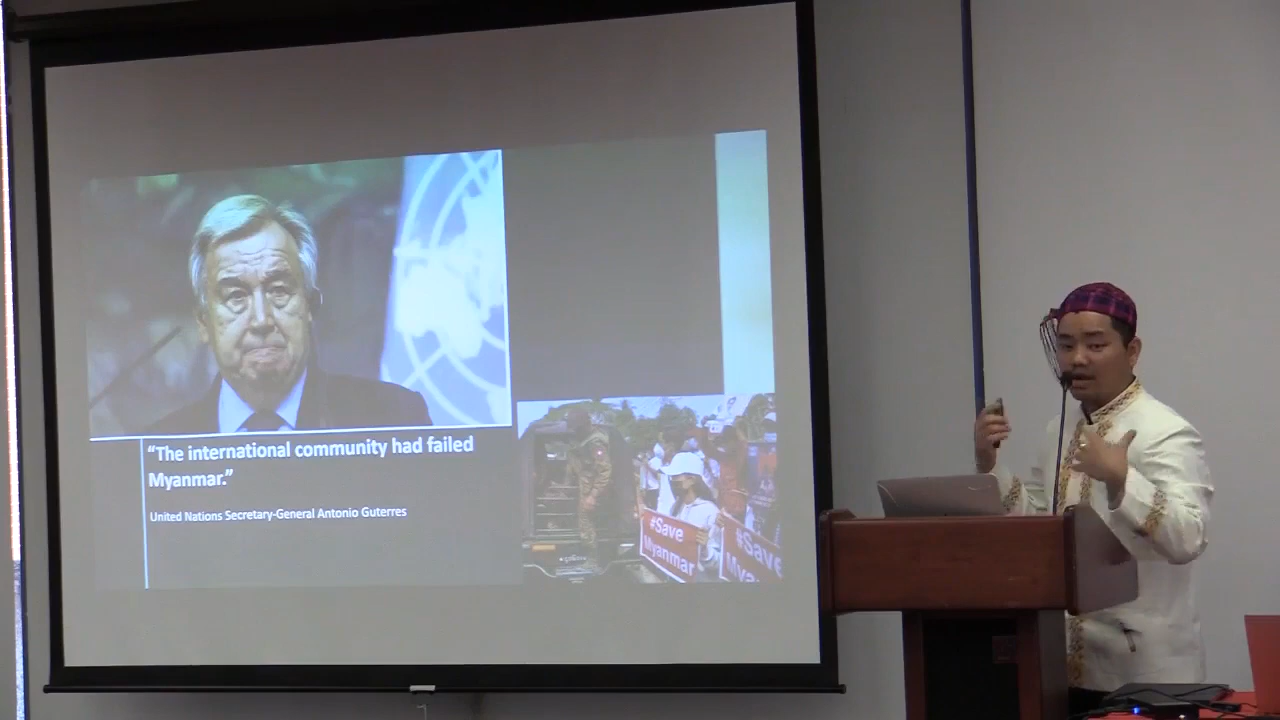 “The international community had failed
Myanmar.”
United Nations Secretary-General Antonio Guterres
#Save
Myanmar
#Save